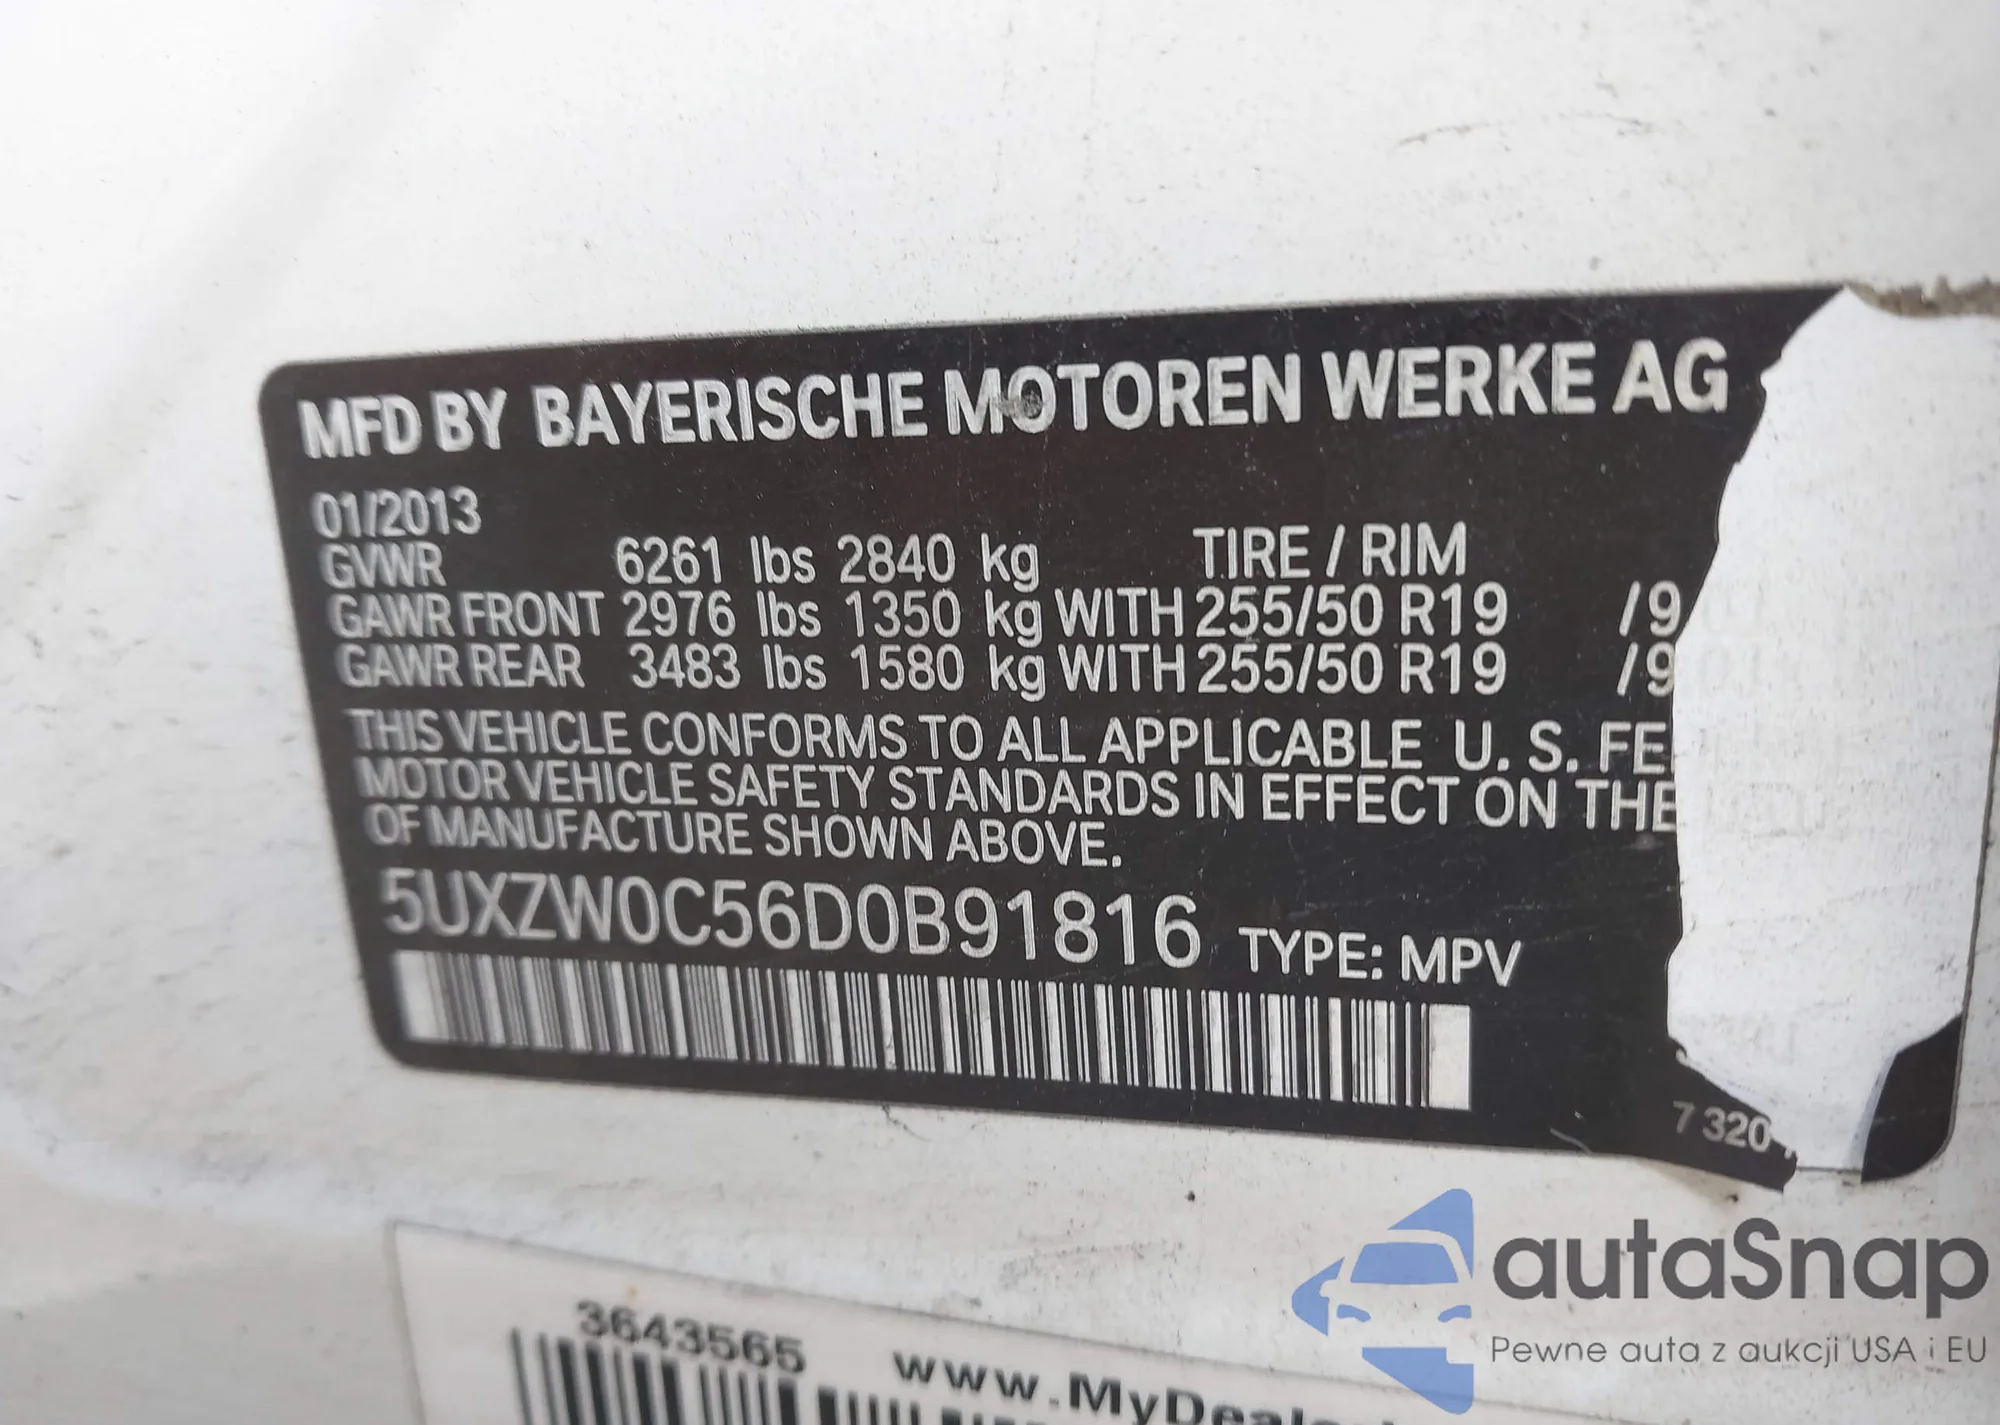 MFD BY BAYERISCHE MOTOREN WERKE AG
01/2013
GVWR 6261 lbs 2840 kg TIRE / RIM
GAWR FRONT 2976 lbs 1350 kg WITH 255/50 R19 /9
GAWR REAR 3483 lbs 1580 kg WITH 255/50 R19 /9
THIS VEHICLE CONFORMS TO ALL APPLICABLE U. S. FE
MOTOR VEHICLE SAFETY STANDARDS IN EFFECT ON THE
OF MANUFACTURE SHOWN ABOVE.
5UXZW0C56D0B91816 TYPE: MPV
7 320
3643565 www.MyDeale
autaSnap
Pewne auta z aukcji USA i EU